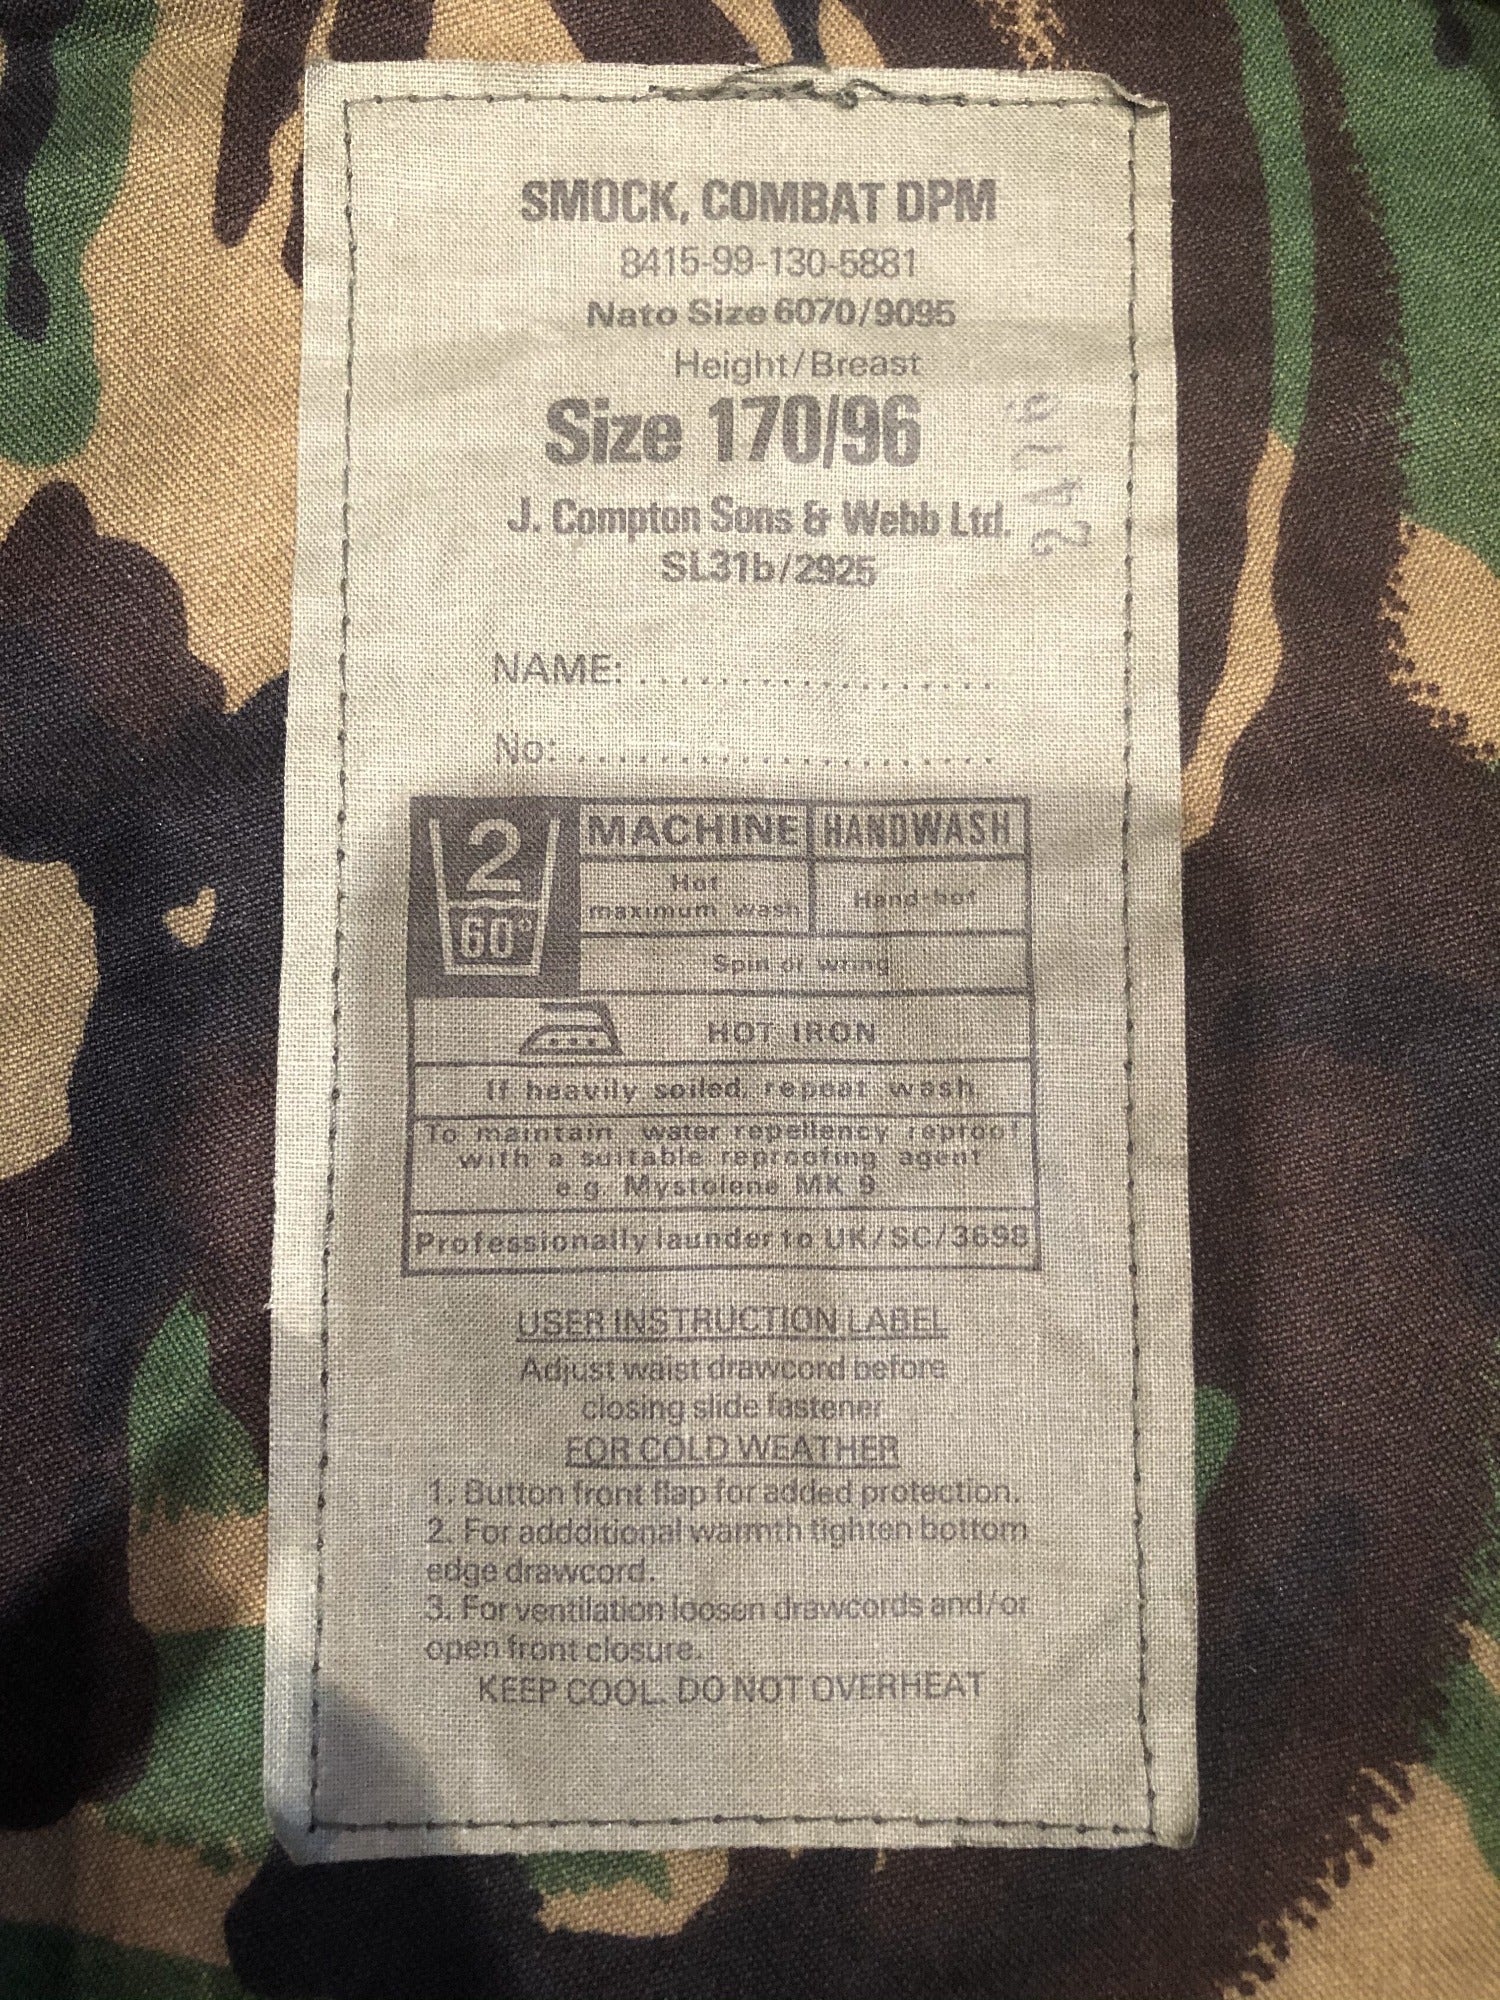 SMOCK, COMBAT DPM
8415-99-130-5881
Nato Size 6070/9095
Height/Breast
Size 170/96
J. Compton Sons & Webb Ltd.
SL31b/2925
NAME: ...................
No: .......................
2
60°
MACHINE
HANDWASH
Hot
maximum wash
Hand-hot
Spin or wring
HOT IRON
If heavily soiled, repeat wash.
To maintain water repellency reproof
with a suitable reproofing agent
e.g. Mystolene MK 9
Professionally launder to UK/SC/3698
USER INSTRUCTION LABEL
Adjust waist drawcord before
closing slide fastener
FOR COLD WEATHER
1. Button front flap for added protection.
2. For addditional warmth tighten bottom
edge drawcord.
3. For ventilation loosen drawcords and/or
open front closure.
KEEP COOL. DO NOT OVERHEAT